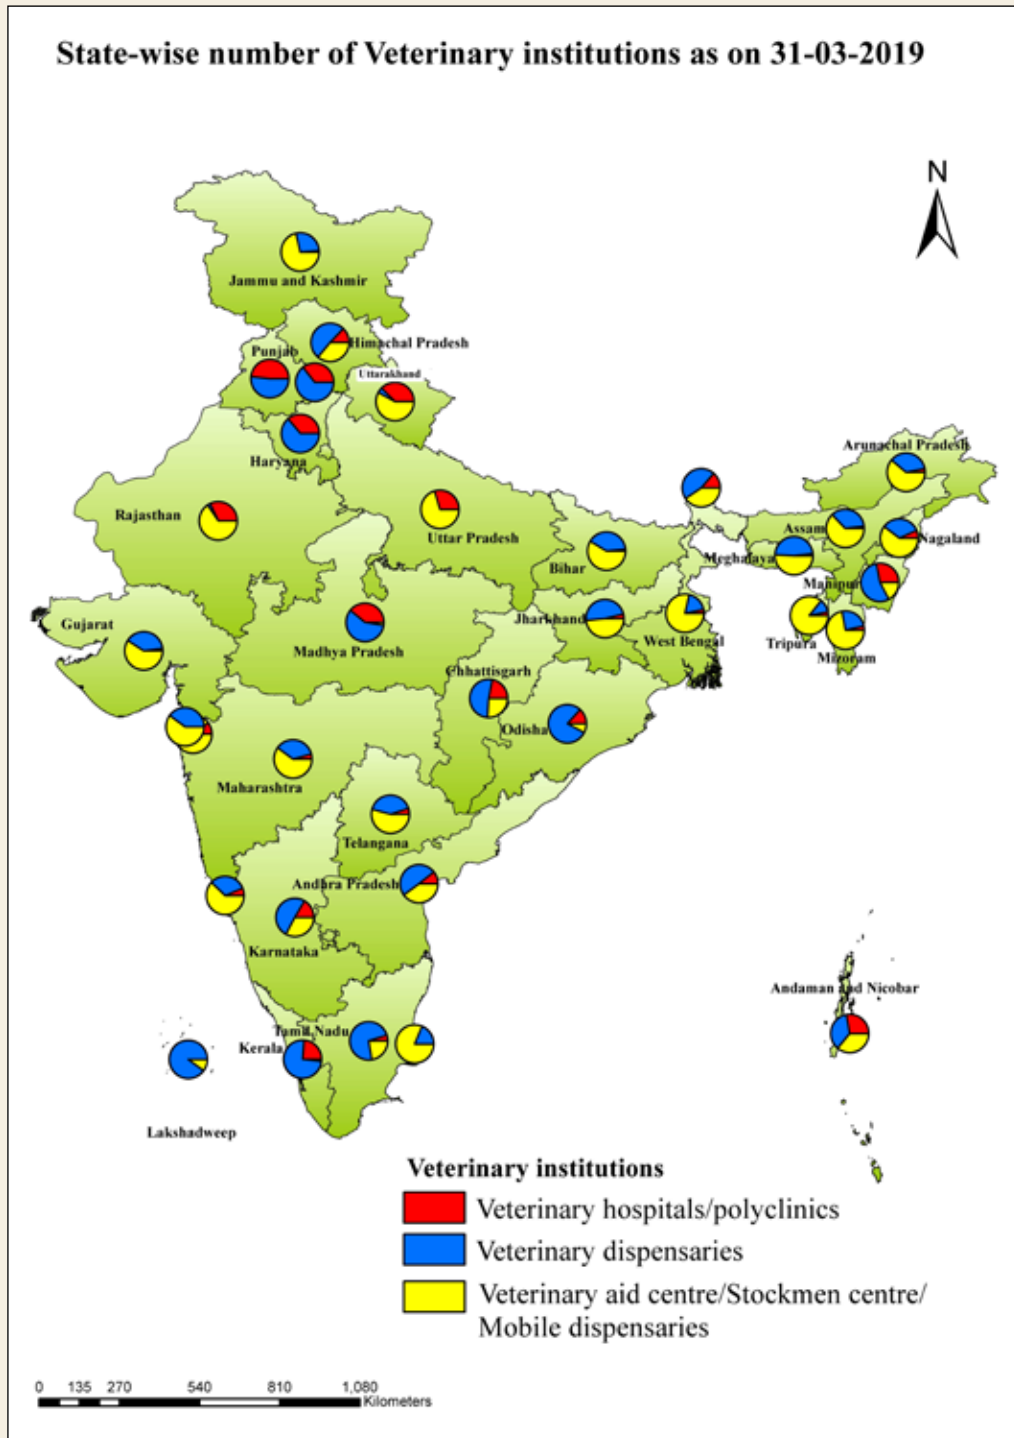 State-wise number of Veterinary institutions as on 31-03-2019
N
Jammu and Kashmir
Himachal Pradesh
Punjab
Uttarakhand
Haryana
Arunachal Pradesh
Rajasthan
Uttar Pradesh
Assam
Nagaland
Meghalaya
Bihar
Manipur
Gujarat
Jharkhand
West Bengal
Tripura
Madhya Pradesh
Mizoram
Chhattisgarh
Odisha
Maharashtra
Telangana
Andhra Pradesh
Karnataka
Andaman and Nicobar
Tamil Nadu
Kerala
Lakshadweep
Veterinary institutions
Veterinary hospitals/polyclinics
Veterinary dispensaries
Veterinary aid centre/Stockmen centre/
Mobile dispensaries
0 135 270 540 810 1,080
Kilometers